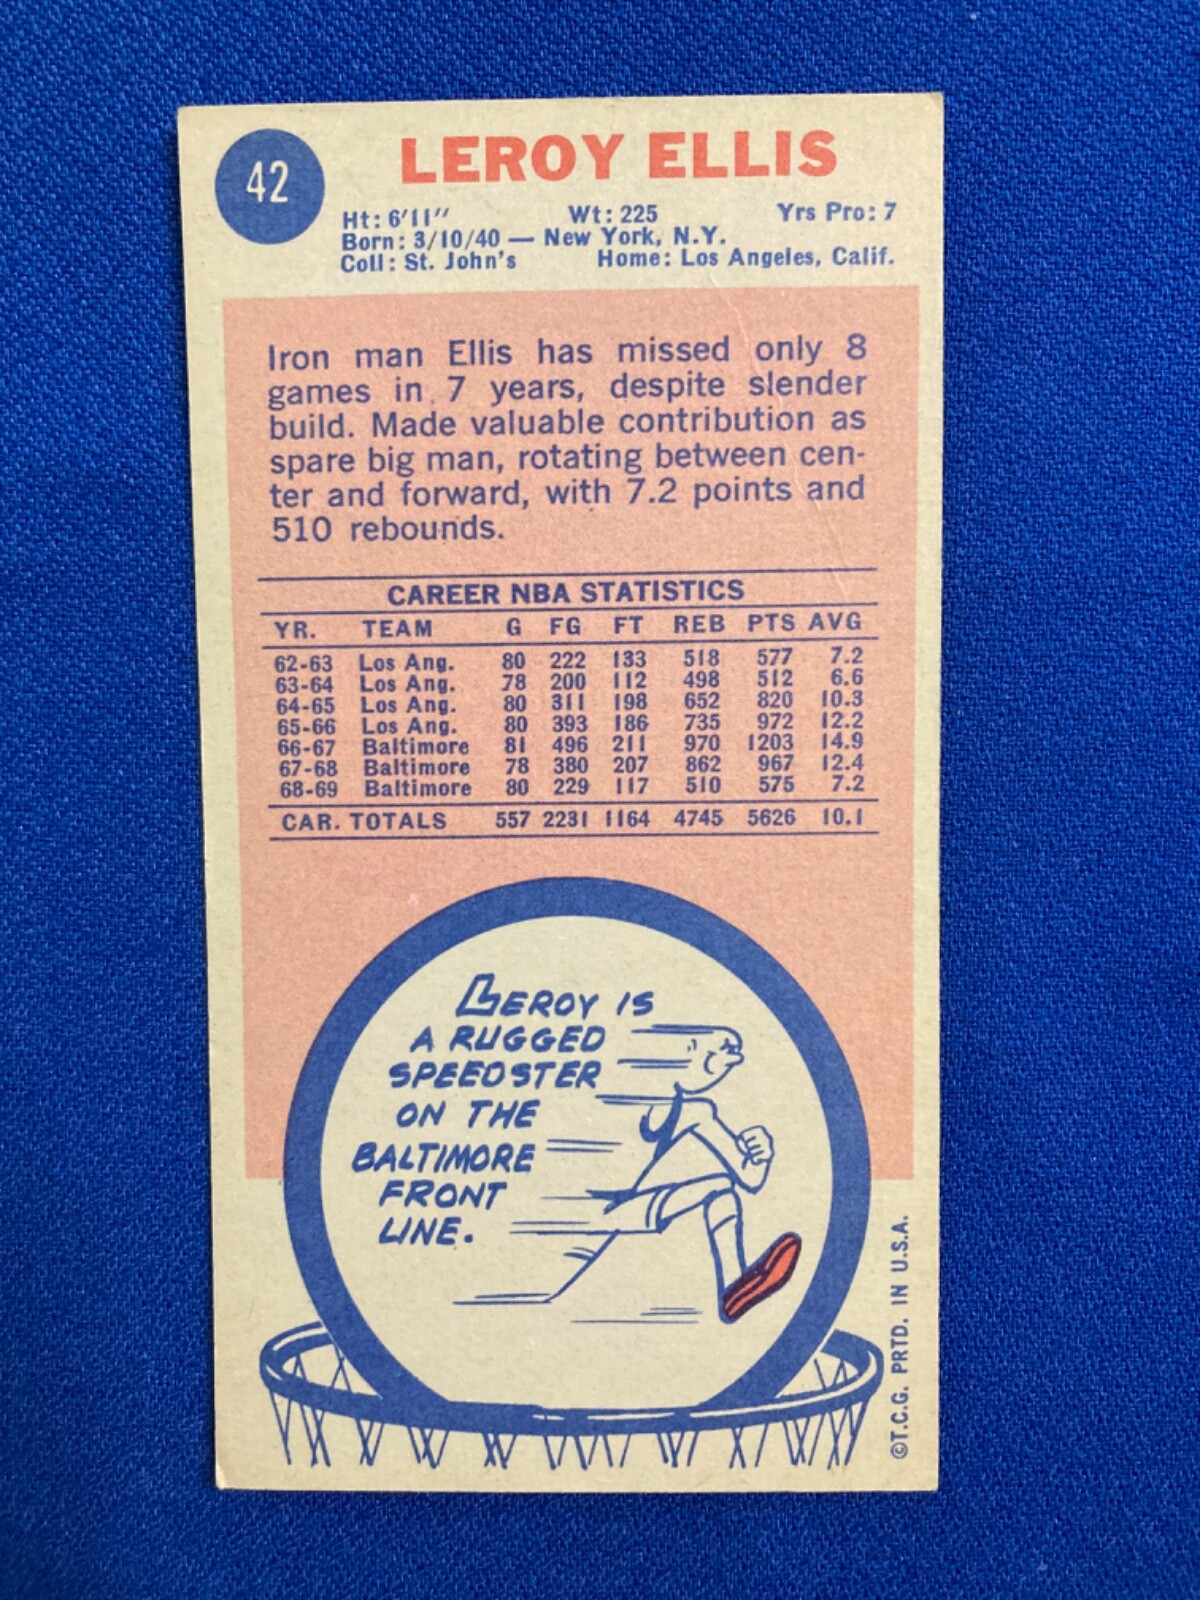 42
LEROY ELLIS
Ht: 6'11" Wt: 225 Yrs Pro: 7
Born: 3/10/40 — New York, N.Y.
Coll: St. John's Home: Los Angeles, Calif.
Iron man Ellis has missed only 8
games in 7 years, despite slender
build. Made valuable contribution as
spare big man, rotating between cen-
ter and forward, with 7.2 points and
510 rebounds.
CAREER NBA STATISTICS
YR. TEAM G FG FT REB PTS AVG
62-63 Los Ang. 80 222 133 518 577 7.2
63-64 Los Ang. 78 200 112 498 512 6.6
64-65 Los Ang. 80 311 198 652 820 10.3
65-66 Los Ang. 80 393 186 735 972 12.2
66-67 Baltimore 81 496 211 970 1203 14.9
67-68 Baltimore 78 380 207 862 967 12.4
68-69 Baltimore 80 229 117 510 575 7.2
CAR. TOTALS 557 2231 1164 4745 5626 10.1
LEROY IS
A RUGGED
SPEEDSTER
ON THE
BALTIMORE
FRONT
LINE.
©T.C.G. PRTD. IN U.S.A.